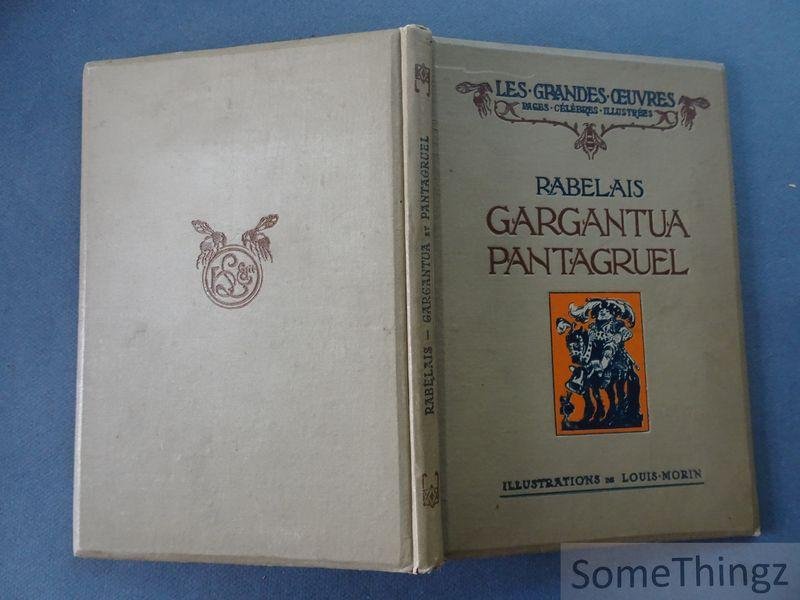 LES·GRANDES·ŒUVRES
PAGES·CÉLÈBRES·ILLUSTRÉES
RABELAIS
GARGANTUA
PANTAGRUEL
ILLUSTRATIONS DE LOUIS·MORIN
RABELAIS — GARGANTUA ET PANTAGRUEL
SomeThingz